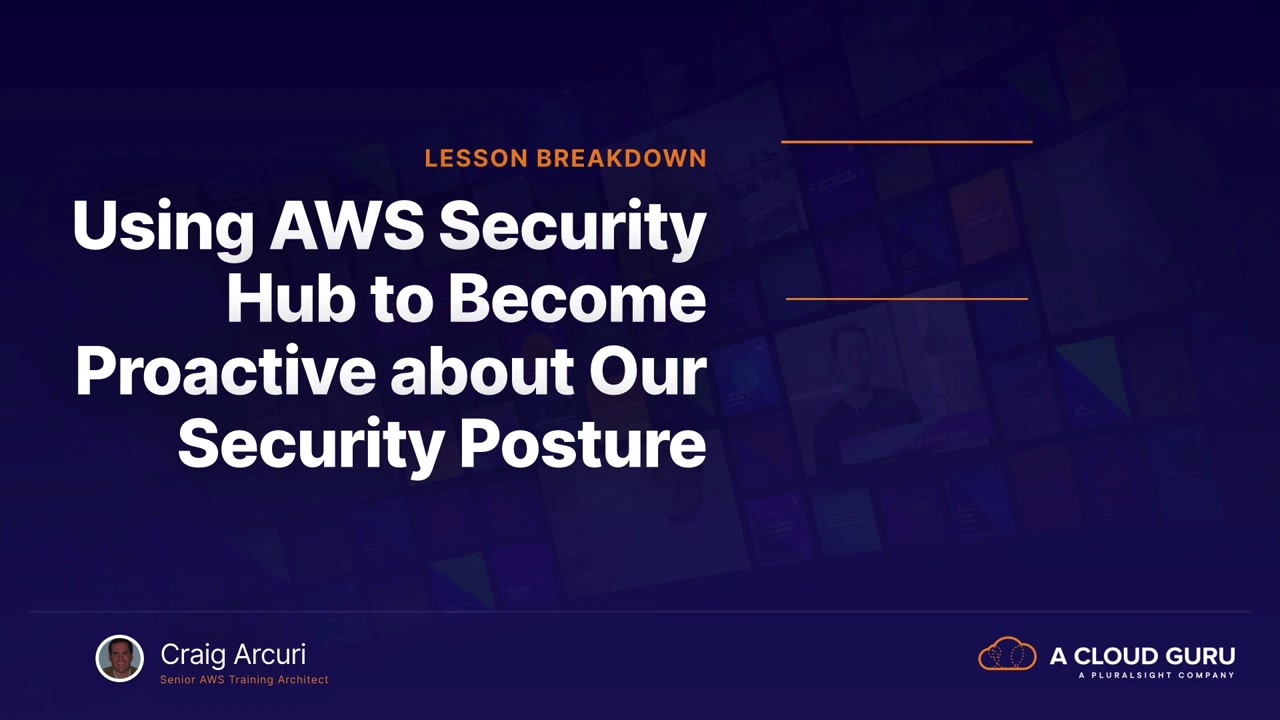 LESSON BREAKDOWN
Using AWS Security
Hub to Become
Proactive about Our
Security Posture
Craig Arcuri
Senior AWS Training Architect
A CLOUD GURU
A PLURALSIGHT COMPANY